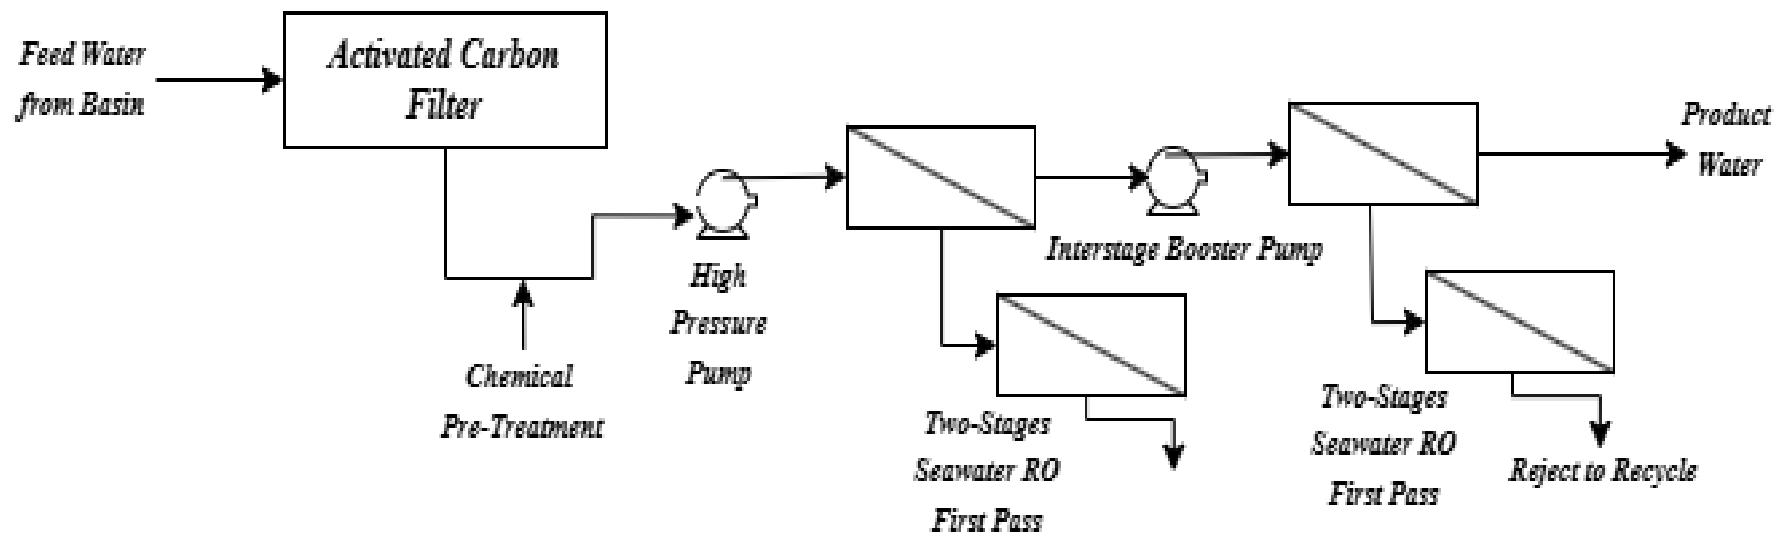 Feed Water
from Basin
Activated Carbon
Filter
Chemical
Pre-Treatment
High
Pressure
Pump
Two-Stages
Seawater RO
First Pass
Interstage Booster Pump
Two-Stages
Seawater RO
First Pass
Reject to Recycle
Product
Water